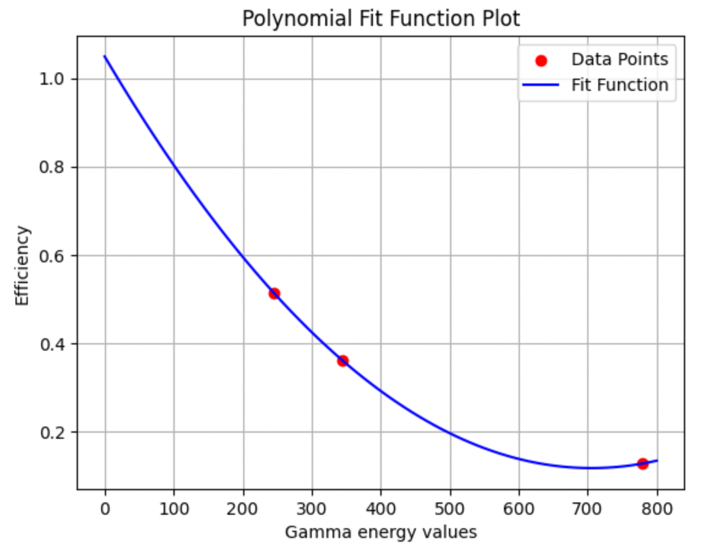 Polynomial Fit Function Plot
Data Points
Fit Function
1.0
0.8
0.6
0.4
0.2
Efficiency
0 100 200 300 400 500 600 700 800
Gamma energy values